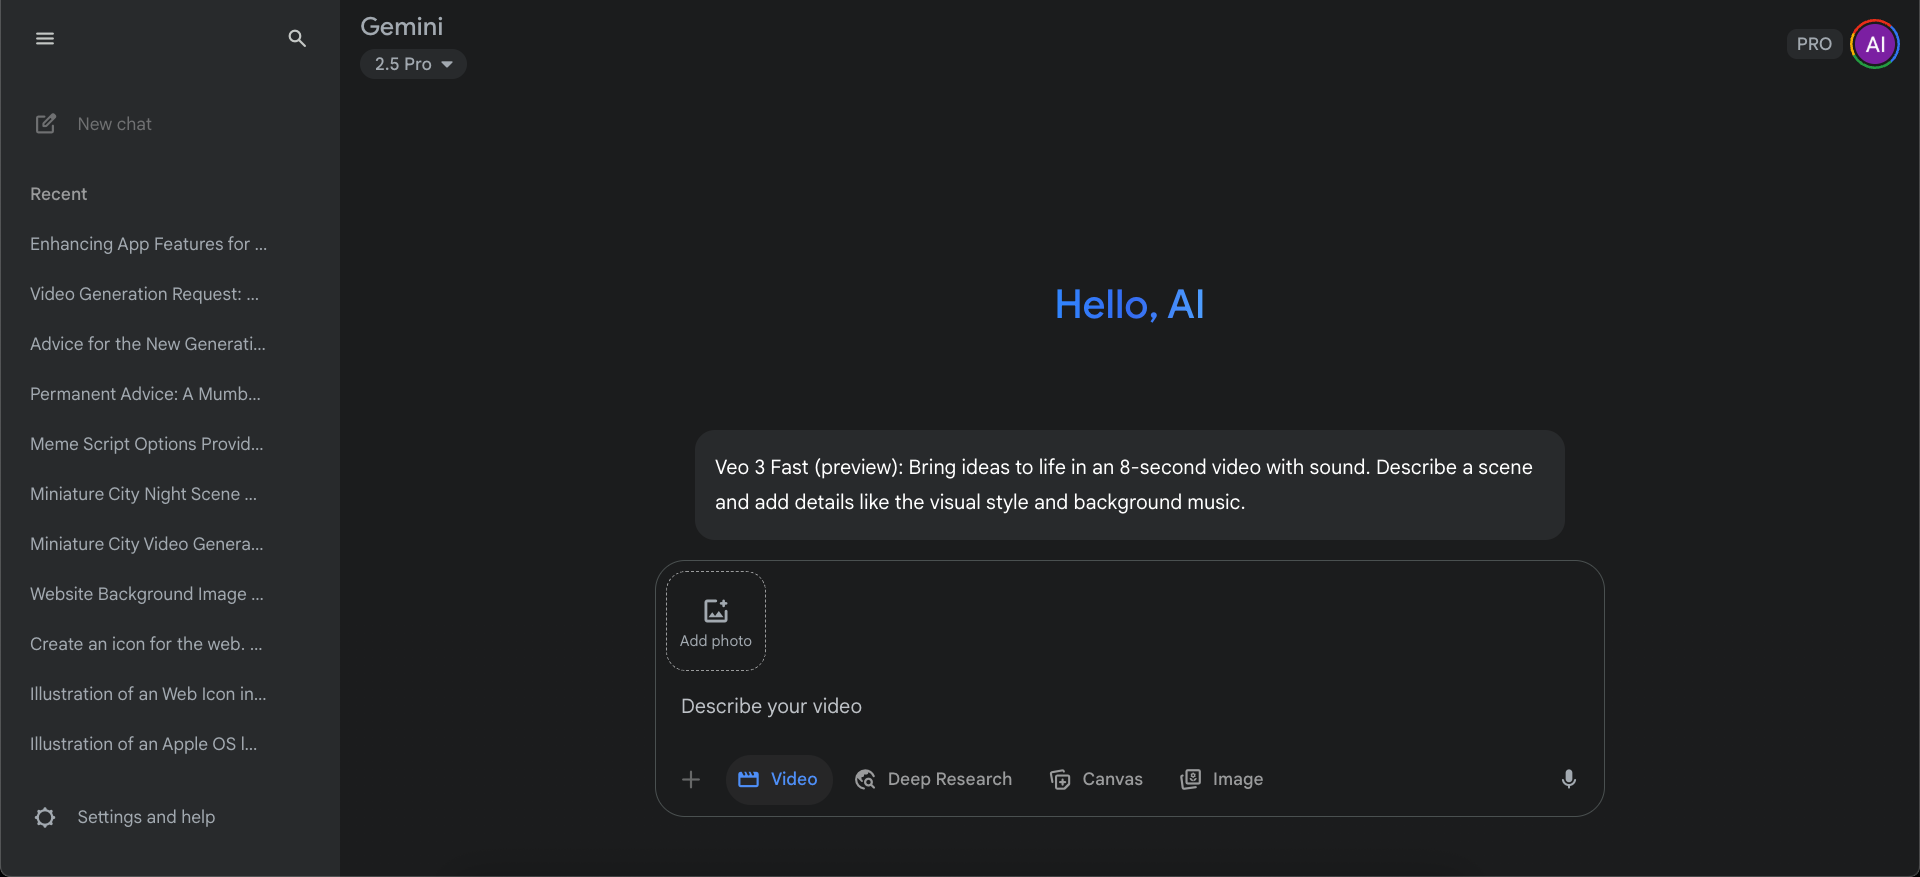 Gemini
2.5 Pro
PRO
AI
New chat
Recent
Enhancing App Features for ...
Video Generation Request: ...
Advice for the New Generati...
Permanent Advice: A Mumb...
Meme Script Options Provid...
Miniature City Night Scene ...
Miniature City Video Genera...
Website Background Image ...
Create an icon for the web. ...
Illustration of an Web Icon in...
Illustration of an Apple OS l...
Settings and help
Hello, AI
Veo 3 Fast (preview): Bring ideas to life in an 8-second video with sound. Describe a scene
and add details like the visual style and background music.
Add photo
Describe your video
Video
Deep Research
Canvas
Image